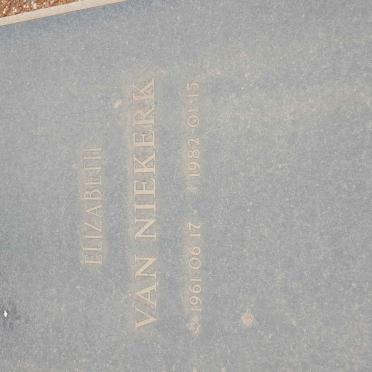 ELIZABETH
VAN NIEKERK
1961 06 17 - 1982 01 15